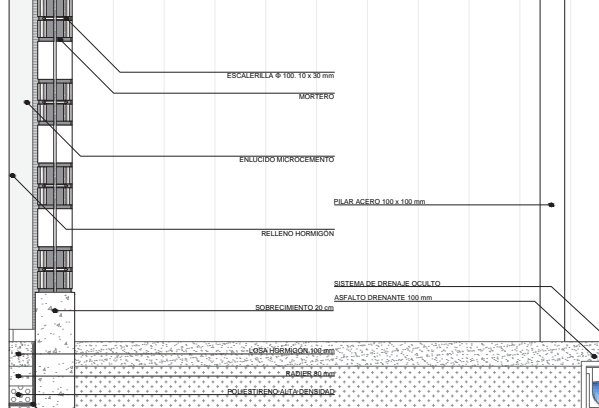 ESCALERILLA Φ 100. 10 x 30 mm
MORTERO
ENLUCIDO MICROCEMENTO
PILAR ACERO 100 x 100 mm
RELLENO HORMIGÓN
SISTEMA DE DRENAJE OCULTO
ASFALTO DRENANTE 100 mm
SOBRECIMIENTO 20 cm
LOSA HORMIGON 100 mm
RADIER 80 mm
POLIESTIRENO ALTA DENSIDAD